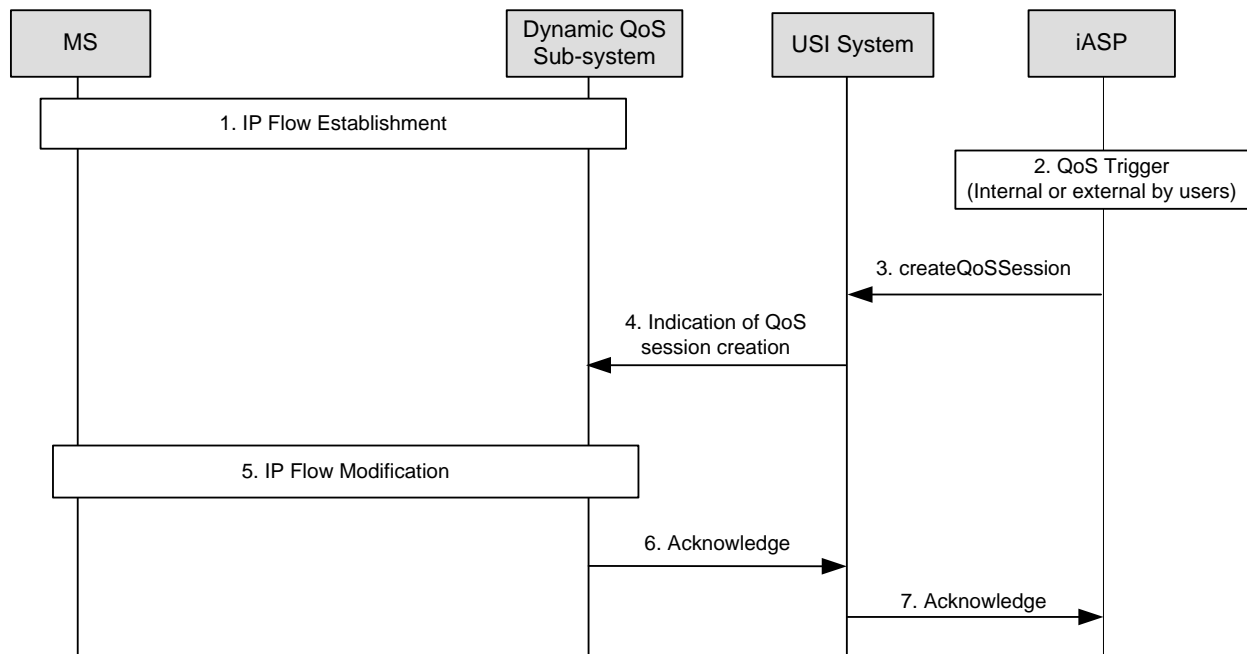 MS
Dynamic QoS
Sub-system
USI System
iASP
1. IP Flow Establishment
2. QoS Trigger
(Internal or external by users)
3. createQoSSession
4. Indication of QoS
session creation
5. IP Flow Modification
6. Acknowledge
7. Acknowledge